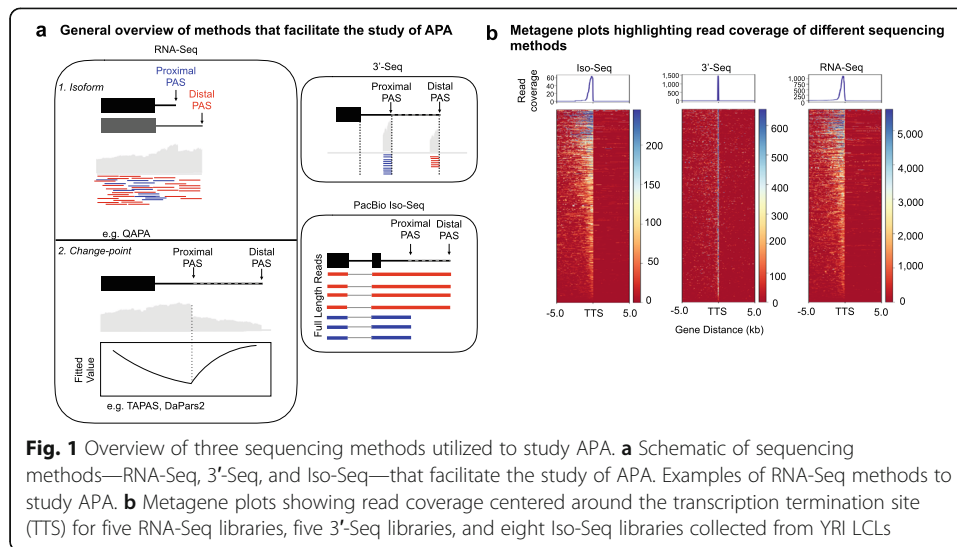 a General overview of methods that facilitate the study of APA
RNA-Seq
1. Isoform
Proximal
PAS
Distal
PAS
e.g. QAPA
2. Change-point
Proximal
PAS
Distal
PAS
Fitted
Value
e.g. TAPAS, DaPars2
3'-Seq
Proximal
PAS
Distal
PAS
PacBio Iso-Seq
Proximal
PAS
Distal
PAS
Full Length Reads
b Metagene plots highlighting read coverage of different sequencing
methods
Iso-Seq
3'-Seq
RNA-Seq
Read
coverage
60
40
20
0
1,500
1,000
500
0
1,000
750
500
250
0
200
150
100
50
0
600
500
400
300
200
100
0
5,000
4,000
3,000
2,000
1,000
0
-5.0 TTS 5.0
-5.0 TTS 5.0
-5.0 TTS 5.0
Gene Distance (kb)
Fig. 1 Overview of three sequencing methods utilized to study APA. a Schematic of sequencing
methods—RNA-Seq, 3′-Seq, and Iso-Seq—that facilitate the study of APA. Examples of RNA-Seq methods to
study APA. b Metagene plots showing read coverage centered around the transcription termination site
(TTS) for five RNA-Seq libraries, five 3′-Seq libraries, and eight Iso-Seq libraries collected from YRI LCLs